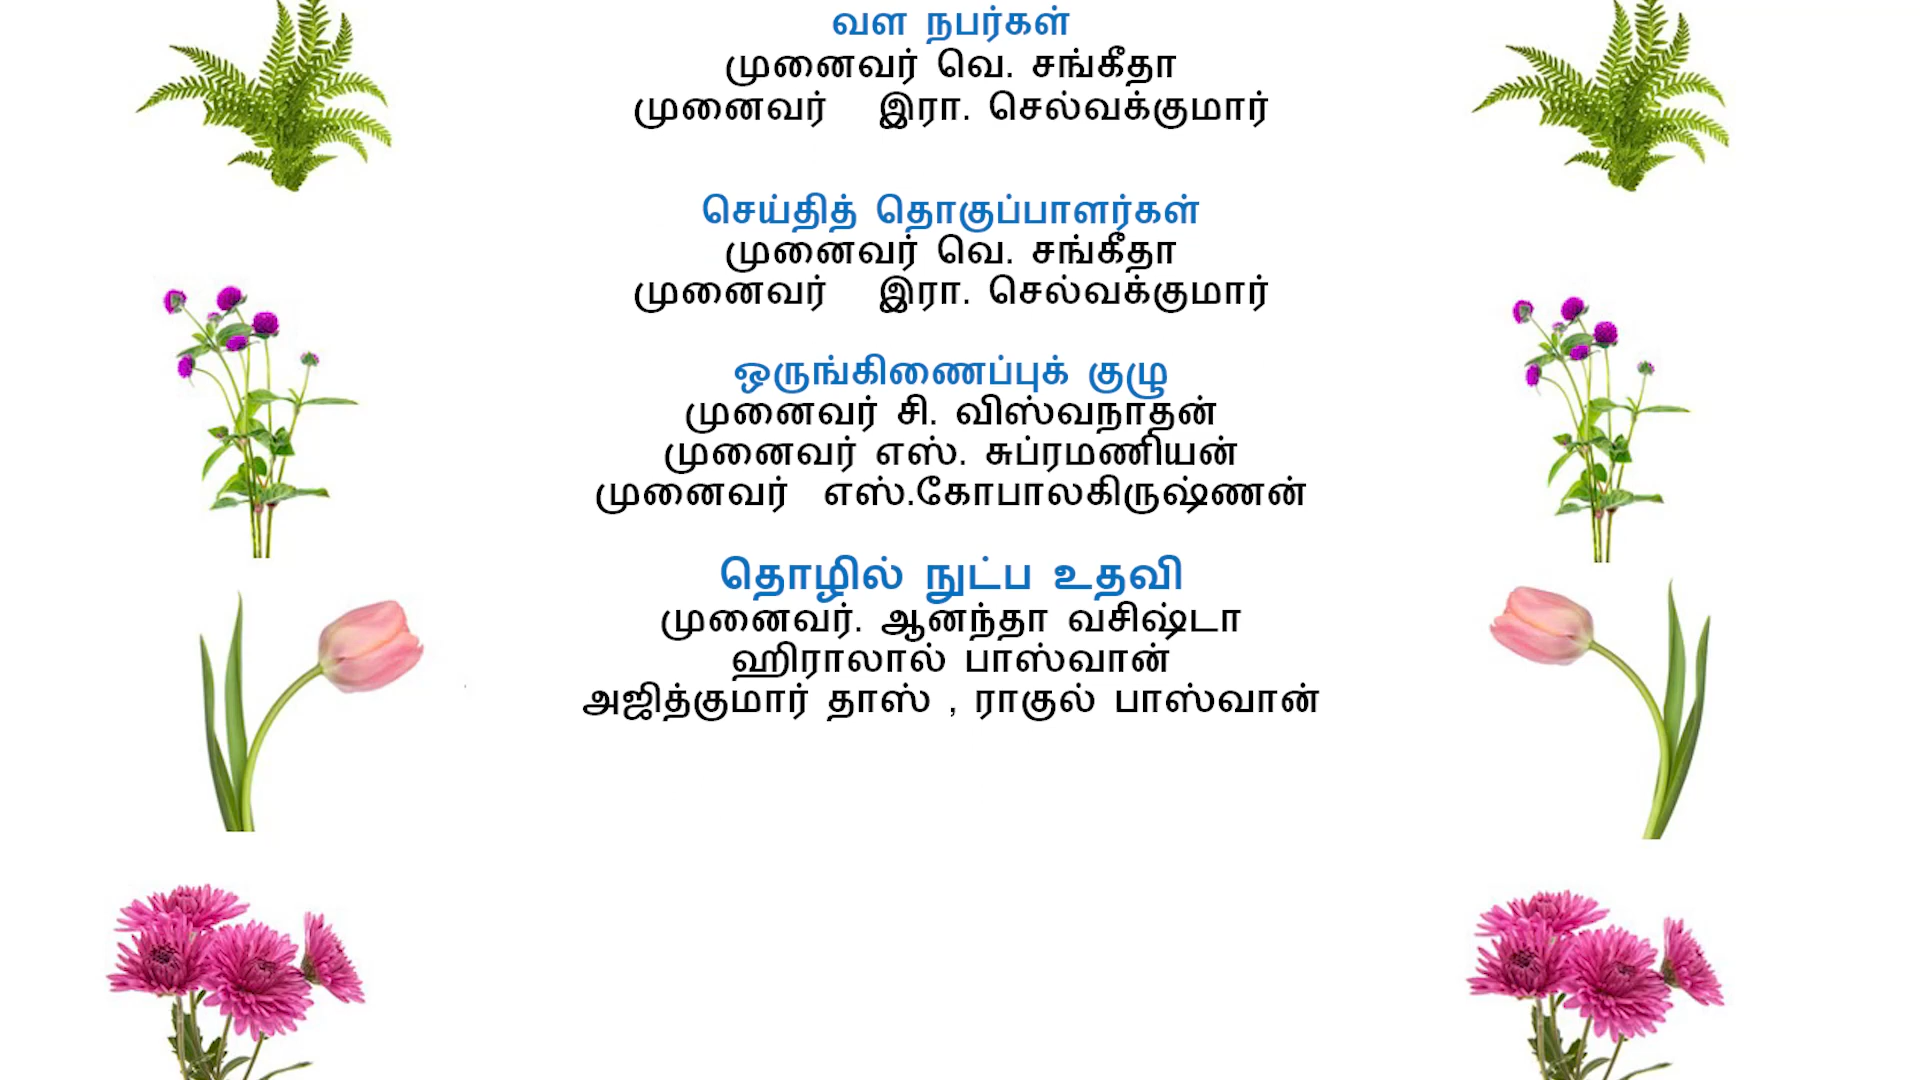 வள நபர்கள்
முனைவர் வெ. சங்கீதா
முனைவர் இரா. செல்வக்குமார்
செய்தித் தொகுப்பாளர்கள்
முனைவர் வெ. சங்கீதா
முனைவர் இரா. செல்வக்குமார்
ஒருங்கிணைப்புக் குழு
முனைவர் சி. விஸ்வநாதன்
முனைவர் எஸ். சுப்ரமணியன்
முனைவர் எஸ்.கோபாலகிருஷ்ணன்
தொழில் நுட்ப உதவி
முனைவர். ஆனந்தா வசிஷ்டா
ஹிராலால் பாஸ்வான்
அஜித்குமார் தாஸ் , ராகுல் பாஸ்வான்